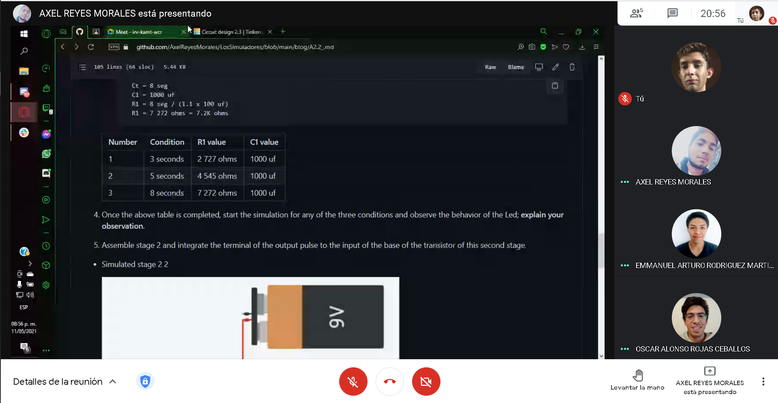 AXEL REYES MORALES está presentando
20:56
Tú
Meet - inv-kamt-wcr
Circuit design 2.3 | Tinkerc
VPN
github.com/AxelReyesMorales/LosSimuladores/blob/main/blog/A2.2_.md
105 lines (64 sloc)
5.44 KB
Raw
Blame
Ct = 8 seg
C1 = 1000 uf
R1 = 8 seg / (1.1 x 100 uf)
R1 = 7 272 ohms = 7.2K ohms
Number Condition R1 value C1 value
1 3 seconds 2 727 ohms 1000 uf
2 5 seconds 4 545 ohms 1000 uf
3 8 seconds 7 272 ohms 1000 uf
4. Once the above table is completed, start the simulation for any of the three conditions and observe the behavior of the Led; explain your
observation.
5. Assemble stage 2 and integrate the terminal of the output pulse to the input of the base of the transistor of this second stage.
• Simulated stage 2 2
9V
ESP
08:56 p. m.
11/05/2021
Tú
AXEL REYES MORALES
EMMANUEL ARTURO RODRIGUEZ MARTI...
OSCAR ALONSO ROJAS CEBALLOS
Detalles de la reunión
Levantar la mano
AXEL REYES MORALES
está presentando